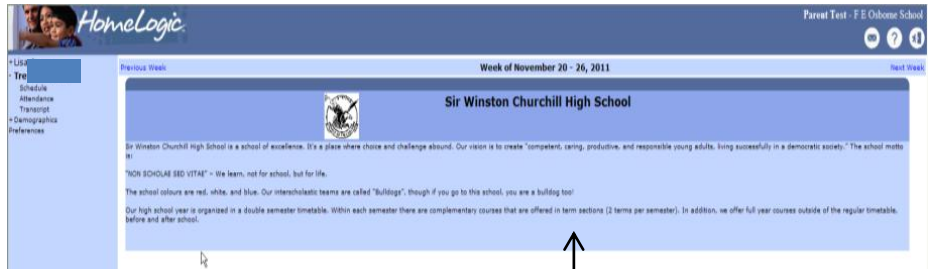 HomeLogic.
Parent Test - F E Osborne School
+Lisa
- Tre
Schedule
Attendance
Transcript
+ Demographics
Preferences
Previous Week
Week of November 20 - 26, 2011
Next Week
Sir Winston Churchill High School
Sir Winston Churchill High School is a school of excellence. It's a place where choice and challenge abound. Our vision is to create "competent, caring, productive, and responsible young adults, living successfully in a democratic society." The school motto
is:
"NON SCHOLAE SED VITAE" - We learn, not for school, but for life.
The school colours are red, white, and blue. Our interscholastic teams are called "Bulldogs", though if you go to this school, you are a bulldog too!
Our high school year is organized in a double semester timetable. Within each semester there are complementary courses that are offered in term sections (2 terms per semester). In addition, we offer full year courses outside of the regular timetable,
before and after school.